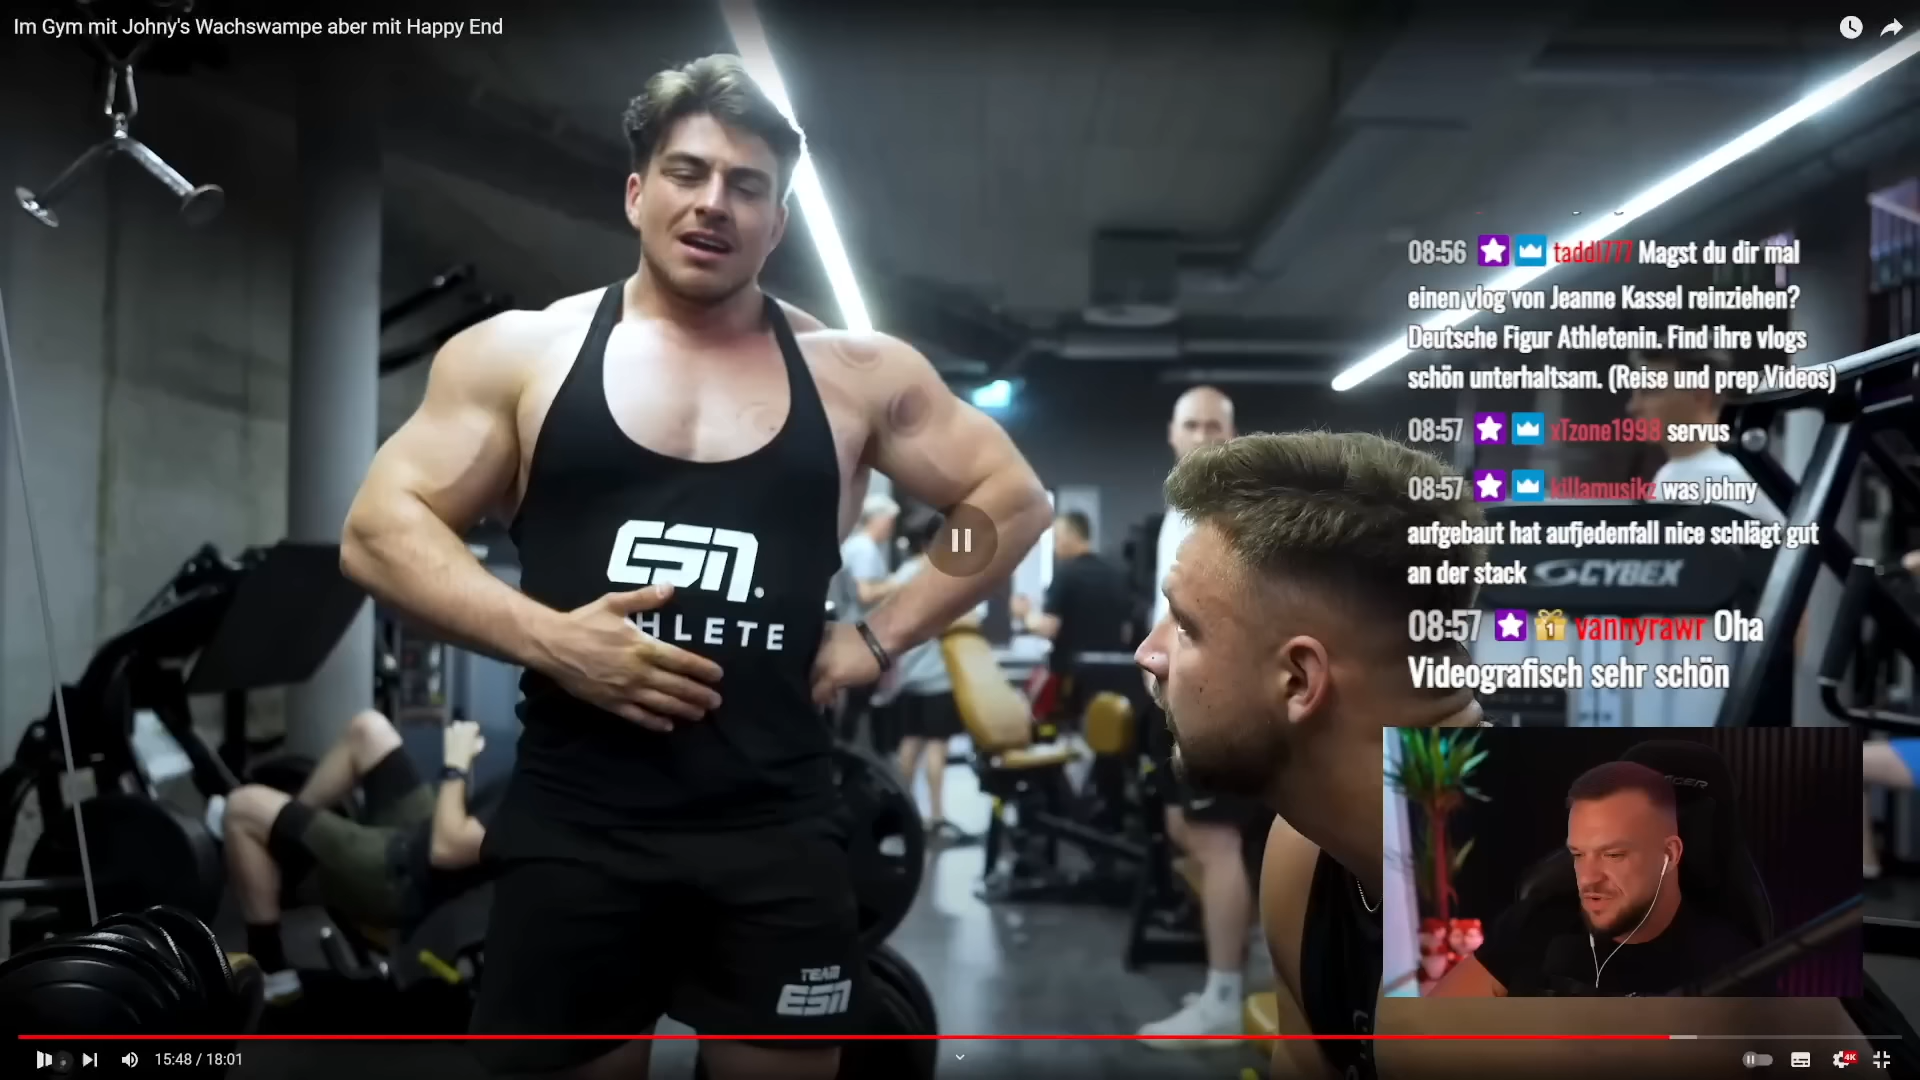 Im Gym mit Johny's Wachswampe aber mit Happy End
08:56 taddl777 Magst du dir mal
einen vlog von Jeanne Kassel reinziehen?
Deutsche Figur Athletenin. Find ihre vlogs
schön unterhaltsam. (Reise und prep Videos)
08:57 xTzone1998 servus
08:57 killamusikz was johny
aufgebaut hat aufjedenfall nice schlägt gut
an der stack
CYBEX
08:57 1 vannyrawr Oha
Videografisch sehr schön
ESN.
HLETE
TEAM
ESN
15:48 / 18:01
4K